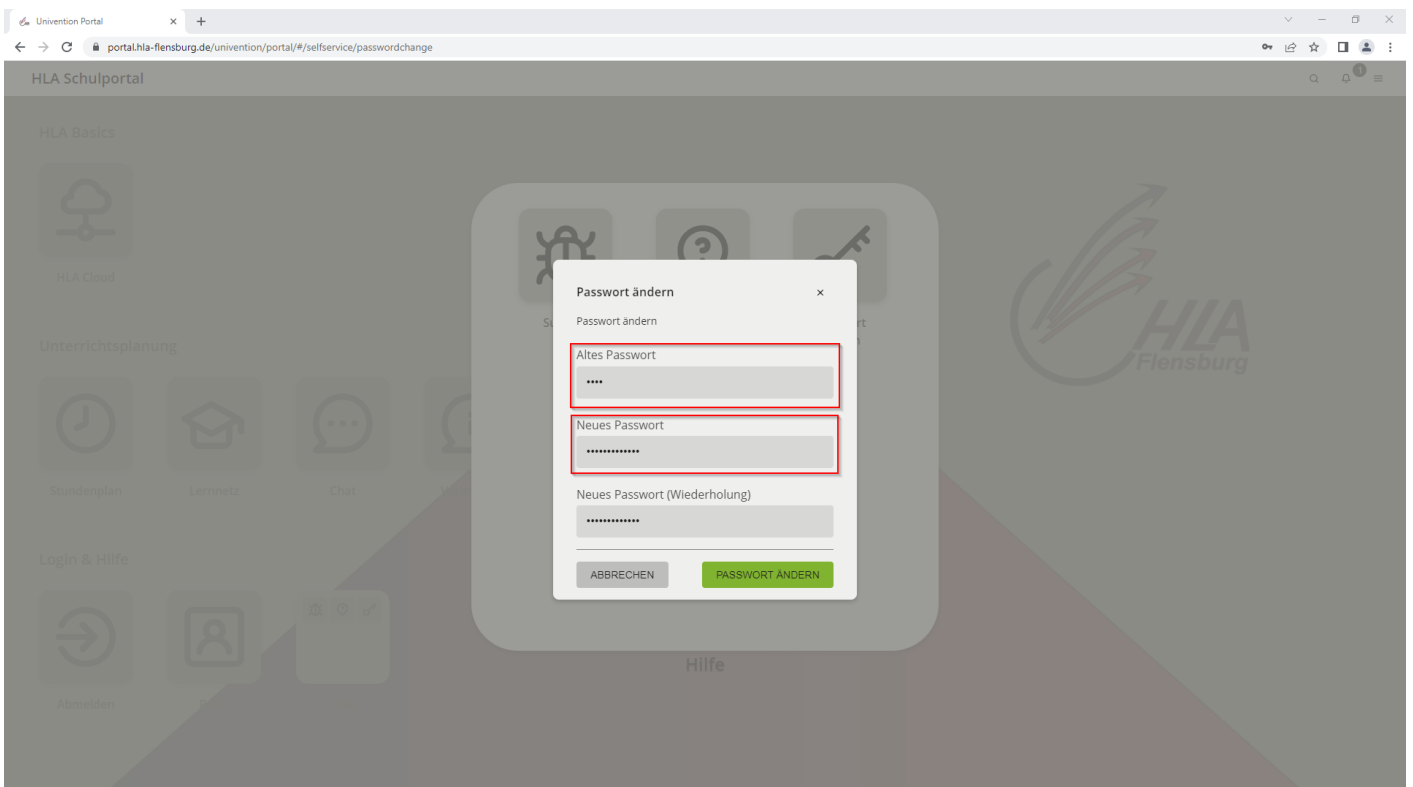 Univention Portal
portal.hla-flensburg.de/univention/portal/#/selfservice/passwordchange
HLA Schulportal
1
HLA Basics
HLA Cloud
Unterrichtsplanung
Stundenplan
Lernnetz
Chat
Login & Hilfe
Abmelden
HLA
Flensburg
Passwort ändern
Passwort ändern
Altes Passwort
••••
Neues Passwort
•••••••••••••
Neues Passwort (Wiederholung)
•••••••••••••
ABBRECHEN
PASSWORT ÄNDERN
Hilfe